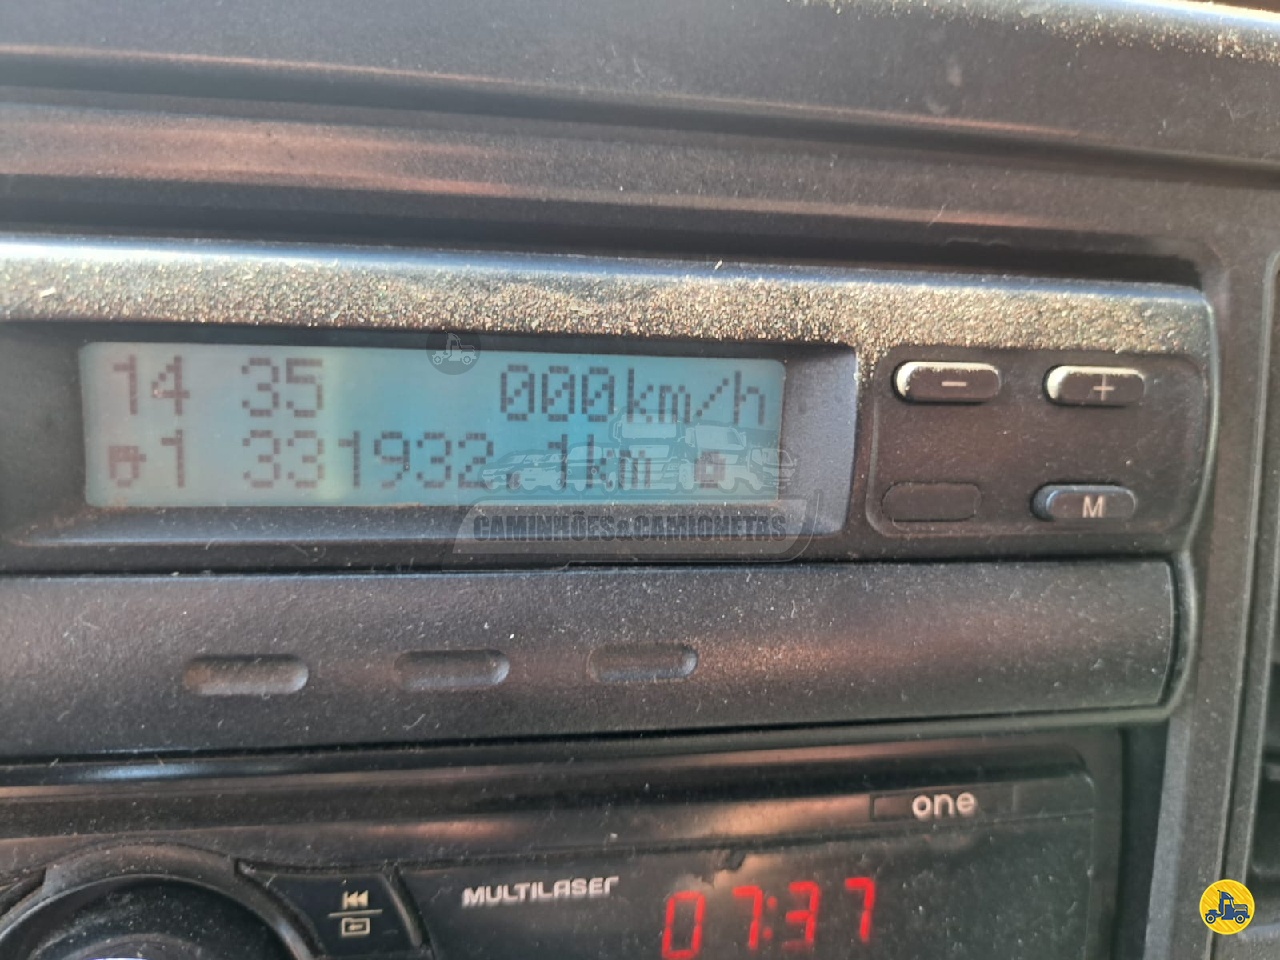 14 35 000km/h
1 331932,1km
- +
M
CAMINHÕES&CAMIONETAS
one
MULTILASER
07:37